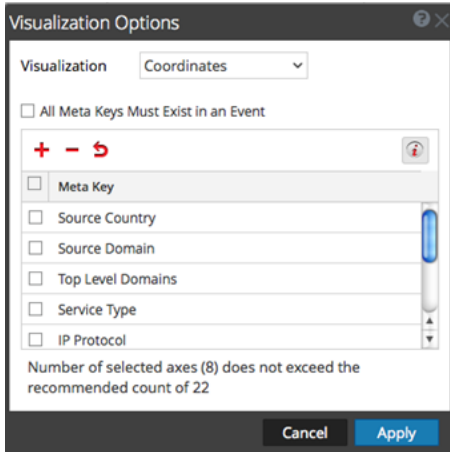 Visualization Options
Visualization Coordinates
All Meta Keys Must Exist in an Event
Meta Key
Source Country
Source Domain
Top Level Domains
Service Type
IP Protocol
Number of selected axes (8) does not exceed the
recommended count of 22
Cancel Apply